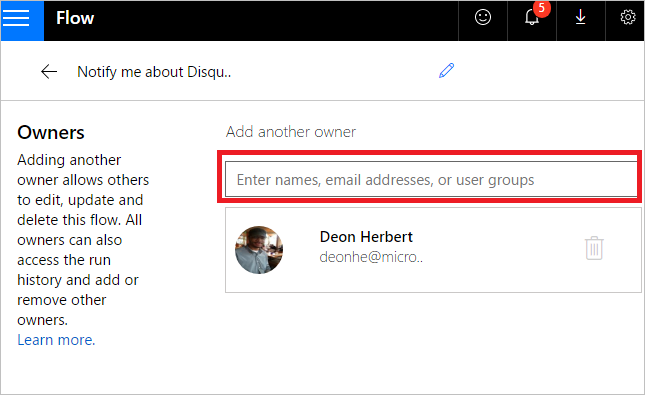 Flow
5
Notify me about Disqu..
Owners
Adding another
owner allows others
to edit, update and
delete this flow. All
owners can also
access the run
history and add or
remove other
owners.
Learn more.
Add another owner
Enter names, email addresses, or user groups
Deon Herbert
deonhe@micro..